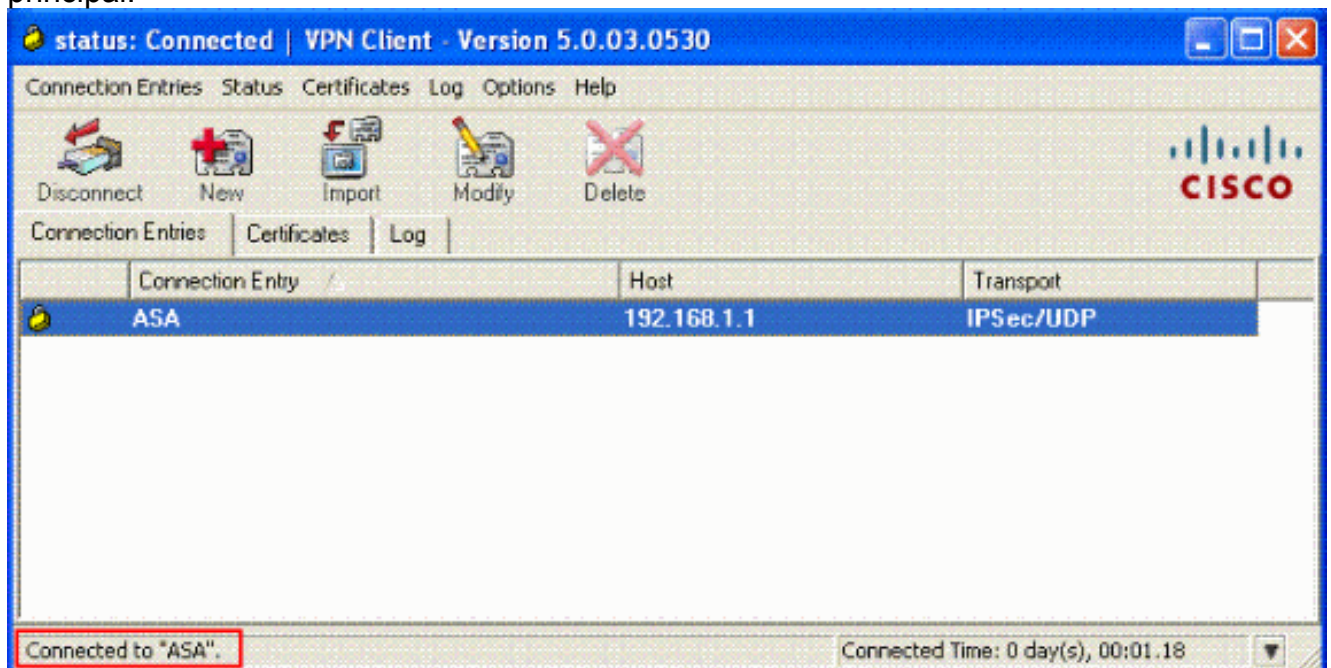 principal.
status: Connected | VPN Client - Version 5.0.03.0530
Connection Entries Status Certificates Log Options Help
Disconnect New Import Modify Delete
CISCO
Connection Entries Certificates Log
Connection Entry Host Transport
ASA 192.168.1.1 IPSec/UDP
Connected to "ASA". Connected Time: 0 day(s), 00:01.18